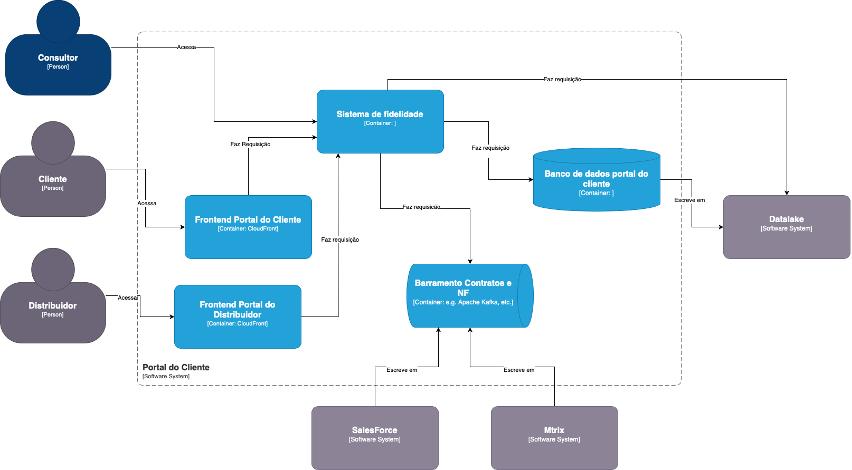 Consultor
[Person]
Acessa
Faz requisição
Sistema de fidelidade
[Container: ]
Cliente
[Person]
Faz Requisição
Faz requisição
Banco de dados portal do
cliente
[Container: ]
Acessa
Frontend Portal do Cliente
[Container: CloudFront]
Faz requisição
Escreve em
Datalake
[Software System]
Faz requisição
Distribuidor
[Person]
Acessa
Frontend Portal do
Distribuidor
[Container: CloudFront]
Barramento Contratos e
NF
[Container: e.g. Apache Kafka, etc.]
Portal do Cliente
[Software System]
Escreve em
Escreve em
SalesForce
[Software System]
Mtrix
[Software System]